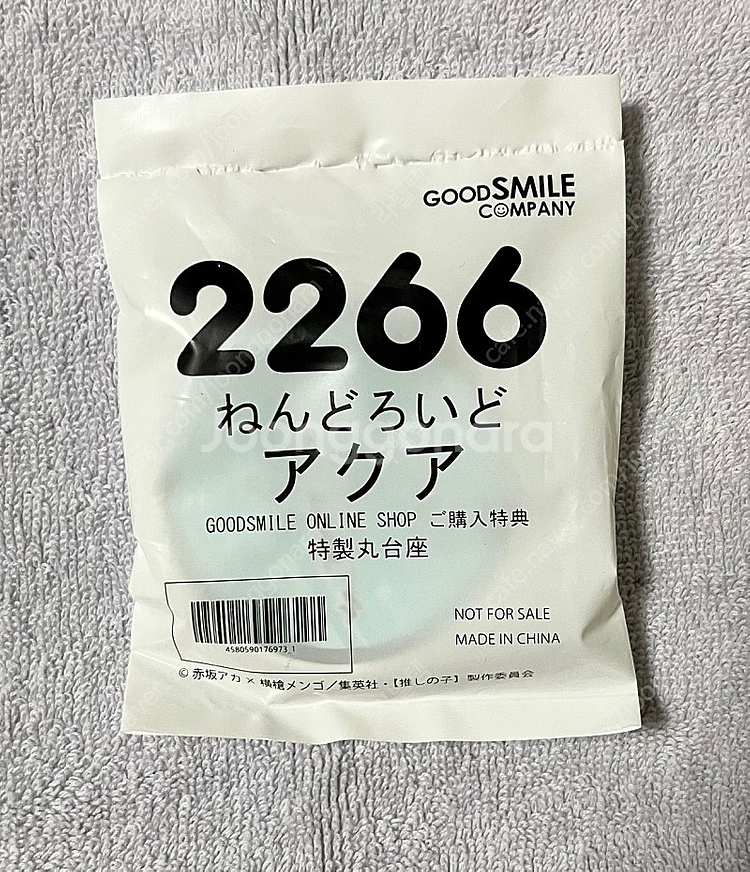 GOODSMILE
COMPANY
2266
ねんどろいど
Joonggonara
アクア
GOODSMILE ONLINE SHOP ご購入特典
特製丸台座
NOT FOR SALE
MADE IN CHINA
4580590176973 1
© 赤坂アカ × 横槍メンゴ／集英社・【推しの子】製作委員会